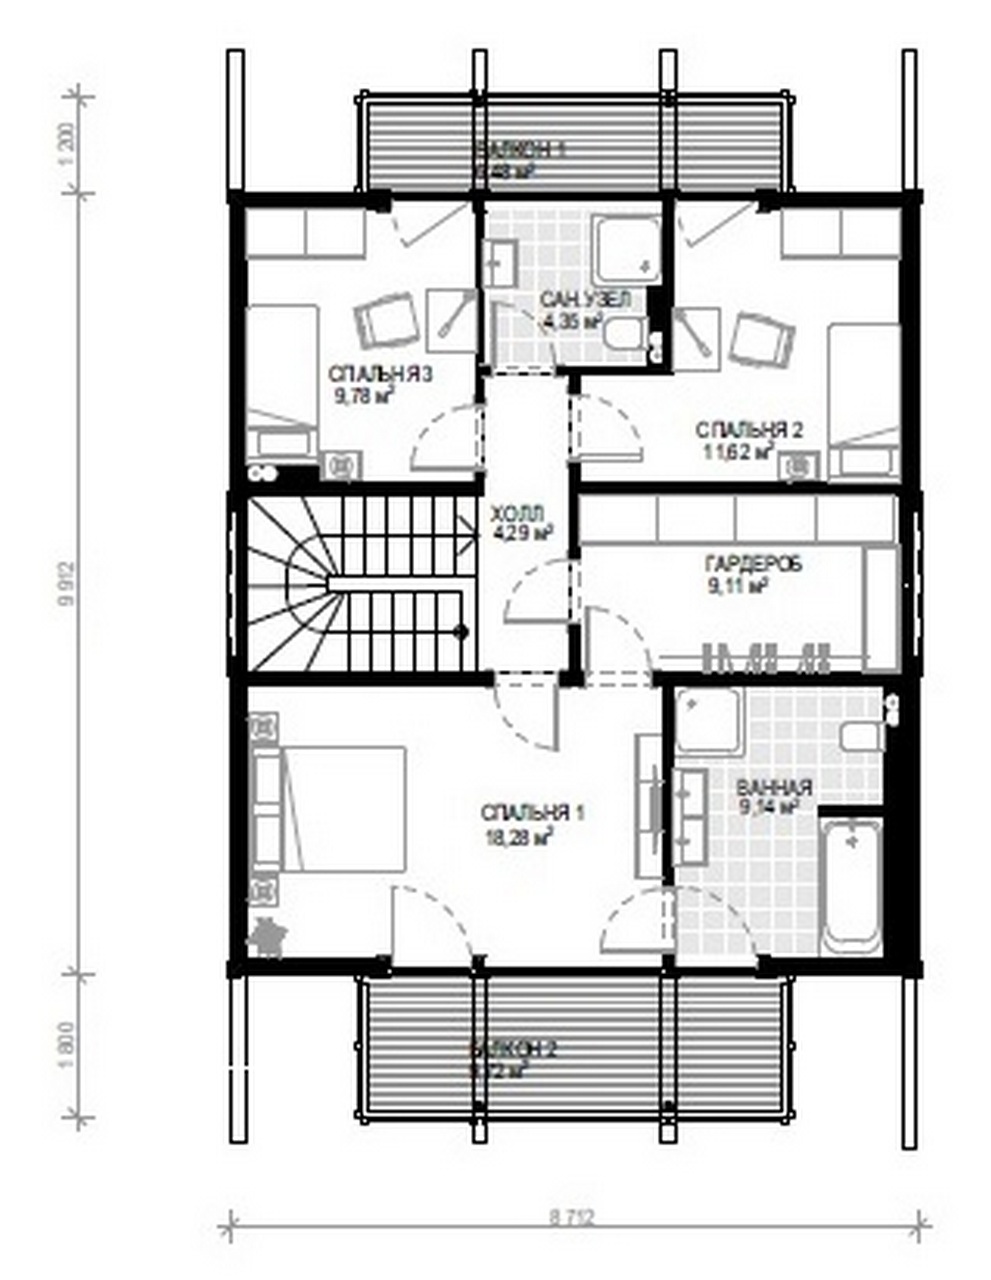 БАЛКОН 1
6,48 м²
1 200
САН.УЗЕЛ
4,35 м²
СПАЛЬНЯ 3
9,78 м²
СПАЛЬНЯ 2
11,62 м²
ХОЛЛ
4,29 м²
ГАРДЕРОБ
9,11 м²
9 912
ВАННАЯ
9,14 м²
СПАЛЬНЯ 1
18,28 м²
БАЛКОН 2
9,72 м²
1 800
8 712